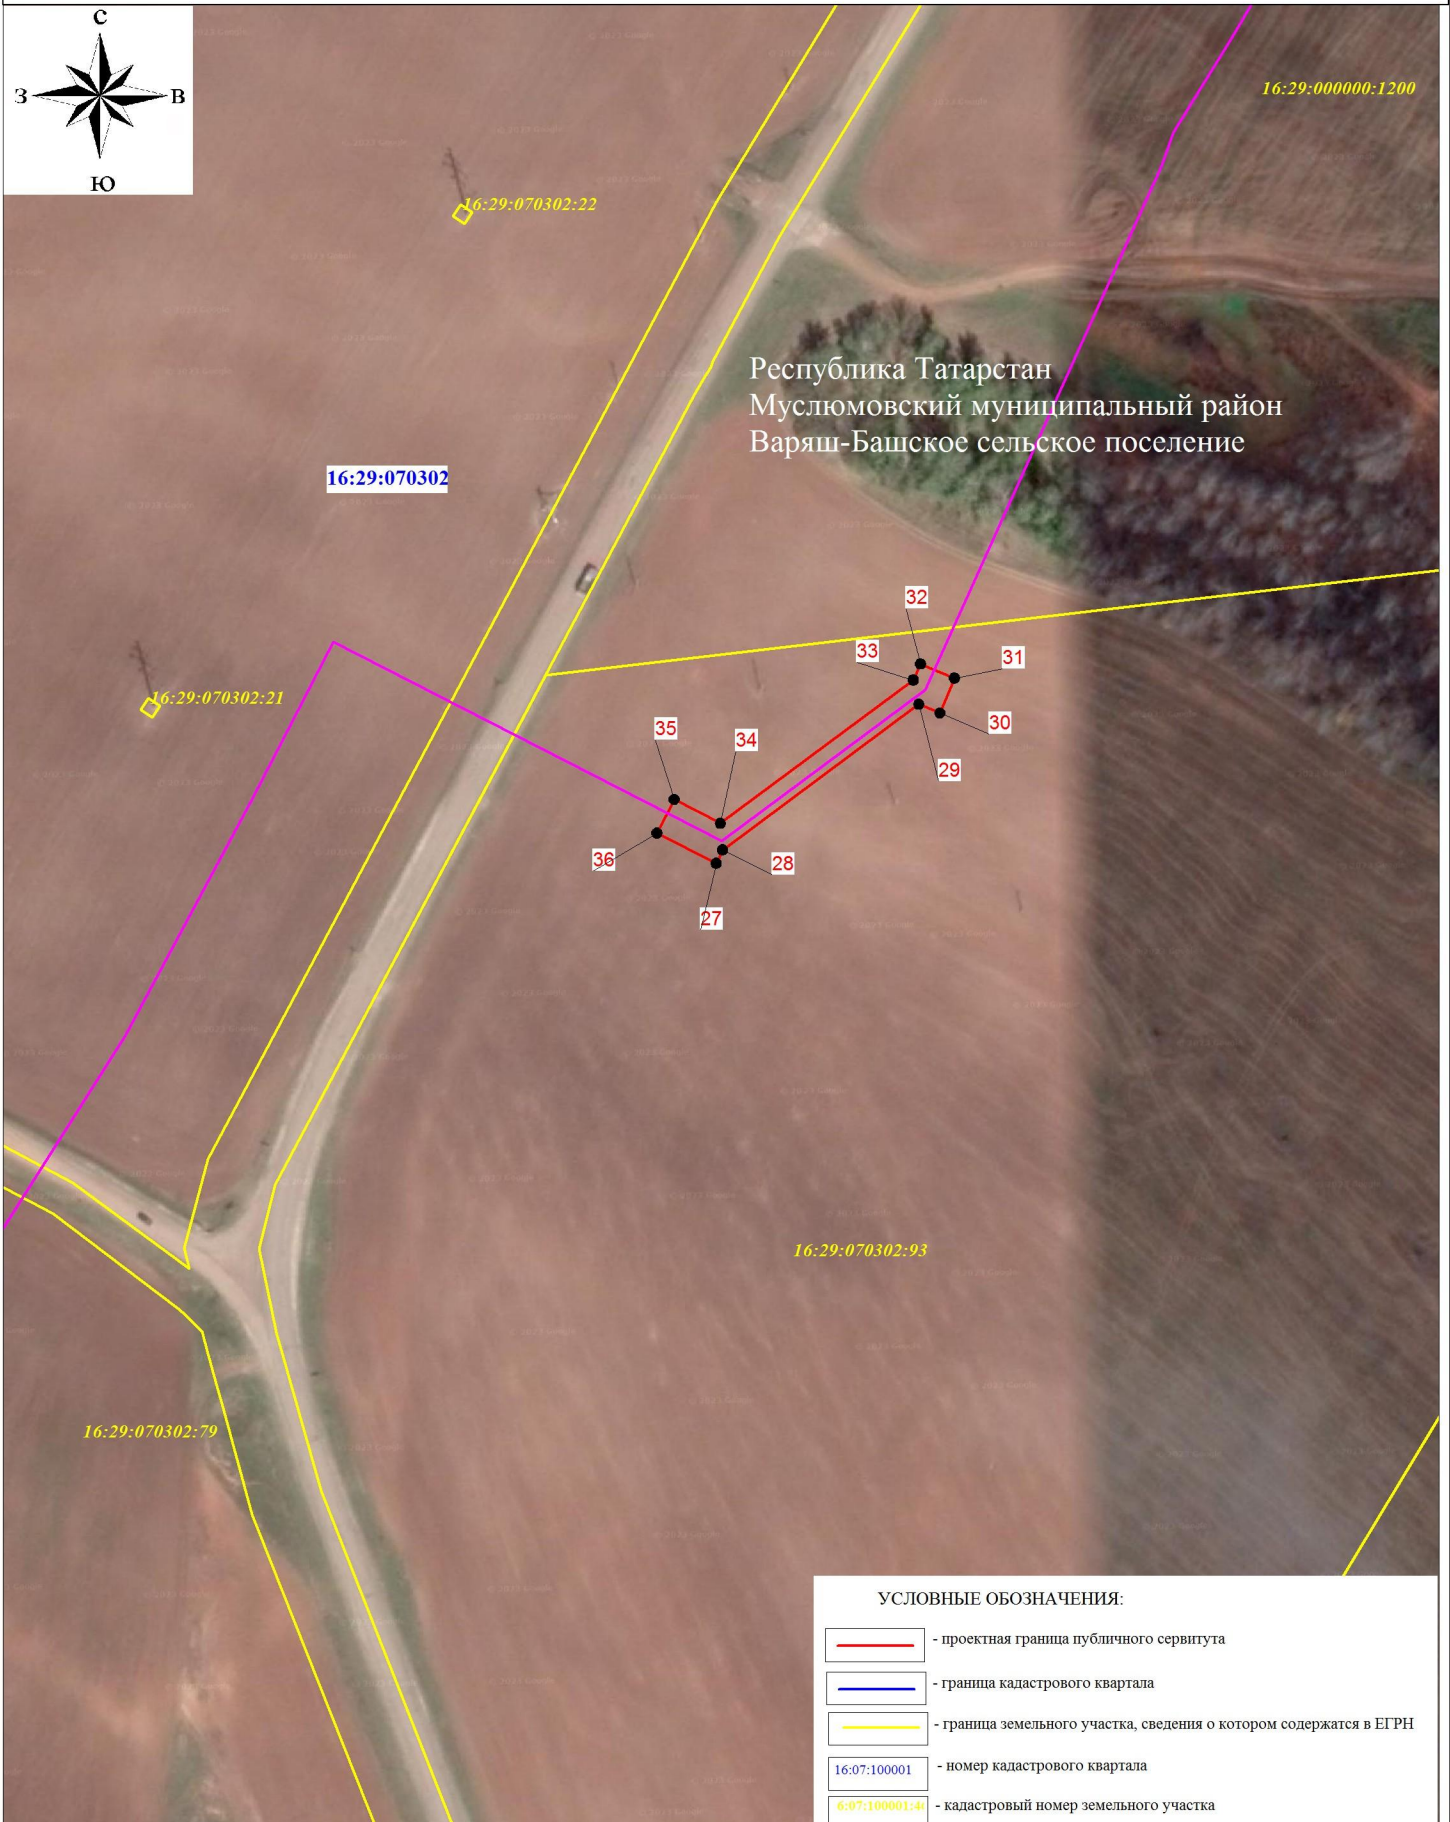 С
З
В
Ю
16:29:000000:1200
16:29:070302:22
Республика Татарстан
Муслюмовский муниципальный район
Варяш-Башское сельское поселение
16:29:070302
32
33
31
16:29:070302:21
30
35
34
29
36
28
27
16:29:070302:93
16:29:070302:79
УСЛОВНЫЕ ОБОЗНАЧЕНИЯ:
- проектная граница публичного сервитута
- граница кадастрового квартала
- граница земельного участка, сведения о котором содержатся в ЕГРН
16:07:100001
- номер кадастрового квартала
- кадастровый номер земельного участка